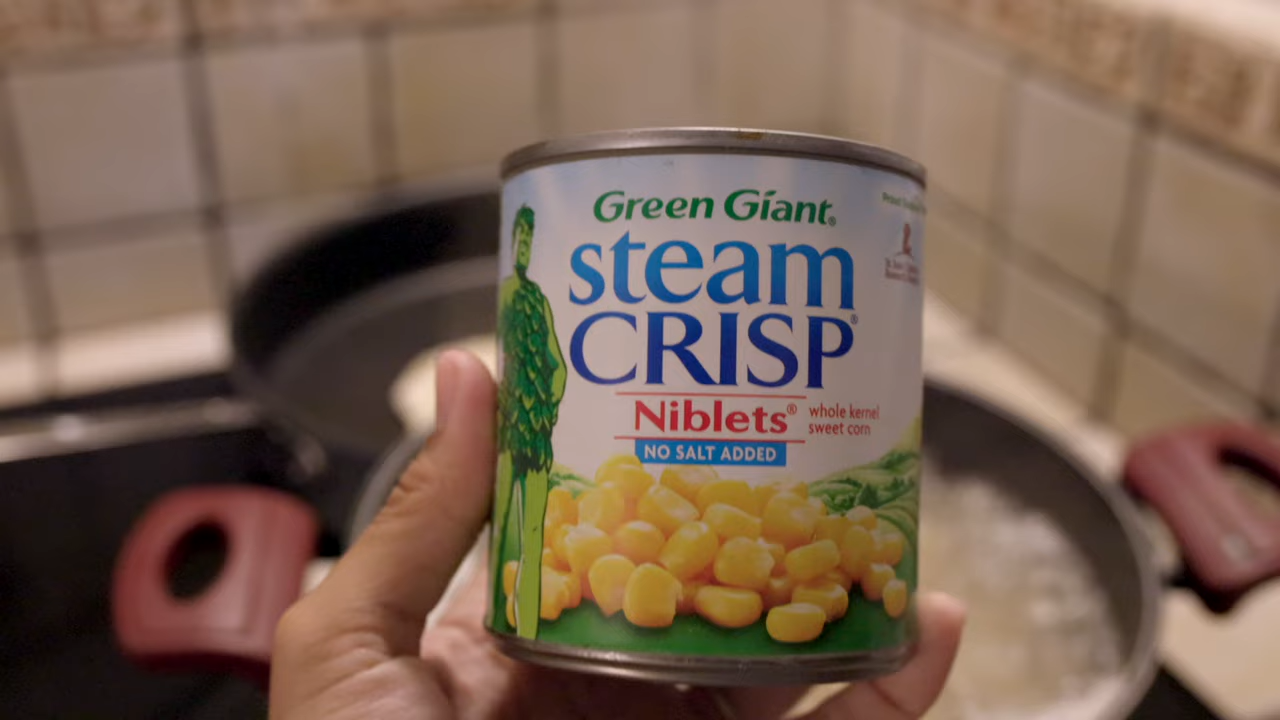 Green Giant®
steam
CRISP®
Niblets®
whole kernel
sweet corn
NO SALT ADDED